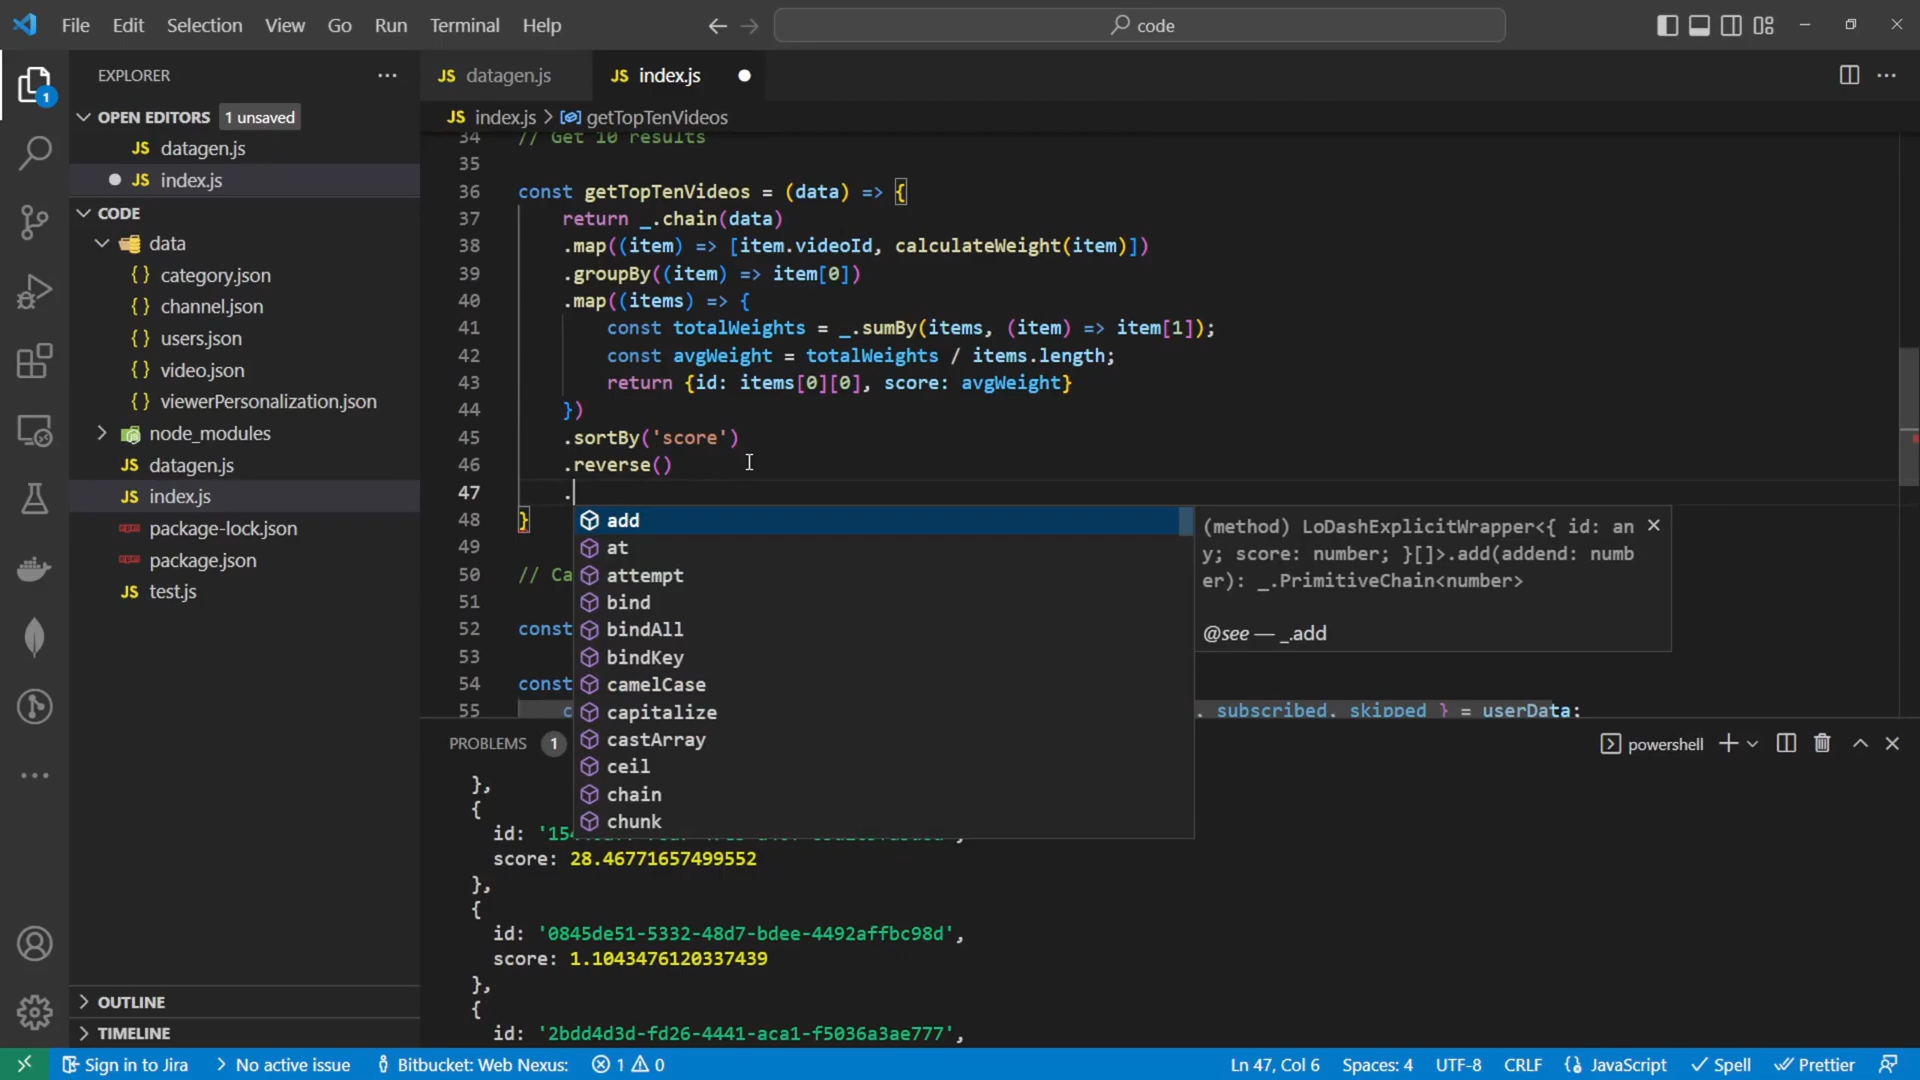 File Edit Selection View Go Run Terminal Help
code
EXPLORER
OPEN EDITORS 1 unsaved
JS datagen.js
JS index.js
CODE
data
{ } category.json
{ } channel.json
{ } users.json
{ } video.json
{ } viewerPersonalization.json
node_modules
JS datagen.js
JS index.js
package-lock.json
package.json
JS test.js
OUTLINE
TIMELINE
1
JS datagen.js JS index.js
JS index.js > getTopTenVideos
34 // Get 10 results
35
36 const getTopTenVideos = (data) => {
37 return _.chain(data)
38 .map((item) => [item.videoId, calculateWeight(item)])
39 .groupBy((item) => item[0])
40 .map((items) => {
41 const totalWeights = _.sumBy(items, (item) => item[1]);
42 const avgWeight = totalWeights / items.length;
43 return {id: items[0][0], score: avgWeight}
44 })
45 .sortBy('score')
46 .reverse()
47 .
48 }
49
50 // Ca
51
52 const
53
54 const
55 c , subscribed, skipped } = userData;
add
at
attempt
bind
bindAll
bindKey
camelCase
capitalize
castArray
ceil
chain
chunk
(method) LoDashExplicitWrapper<{ id: an
y; score: number; }[]>.add(addend: numb
er): _.PrimitiveChain<number>
@see — _.add
PROBLEMS 1
powershell
},
{
id: '15
score: 28.46771657499552
},
{
id: '0845de51-5332-48d7-bdee-4492affbc98d',
score: 1.1043476120337439
},
{
id: '2bdd4d3d-fd26-4441-aca1-f5036a3ae777',
Sign in to Jira No active issue Bitbucket: Web Nexus: 1 0 Ln 47, Col 6 Spaces: 4 UTF-8 CRLF JavaScript Spell Prettier